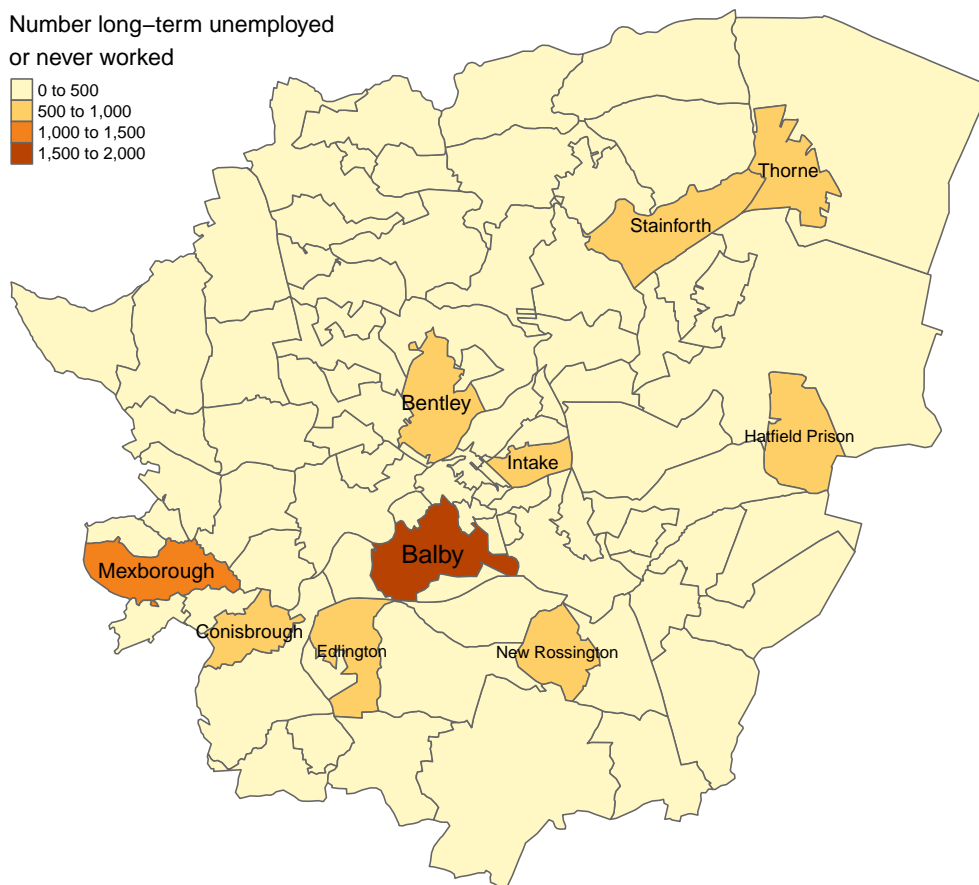 Number long–term unemployed
or never worked
0 to 500
500 to 1,000
1,000 to 1,500
1,500 to 2,000
Thorne
Stainforth
Bentley
Hatfield Prison
Intake
Balby
Mexborough
Conisbrough
Edlington
New Rossington